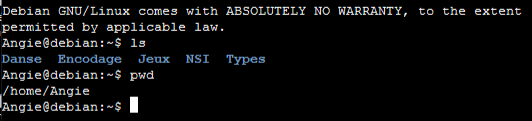 Debian GNU/Linux comes with ABSOLUTELY NO WARRANTY, to the extent
permitted by applicable law.
Angie@debian:~$ ls
Danse  Encodage  Jeux  NSI  Types
Angie@debian:~$ pwd
/home/Angie
Angie@debian:~$